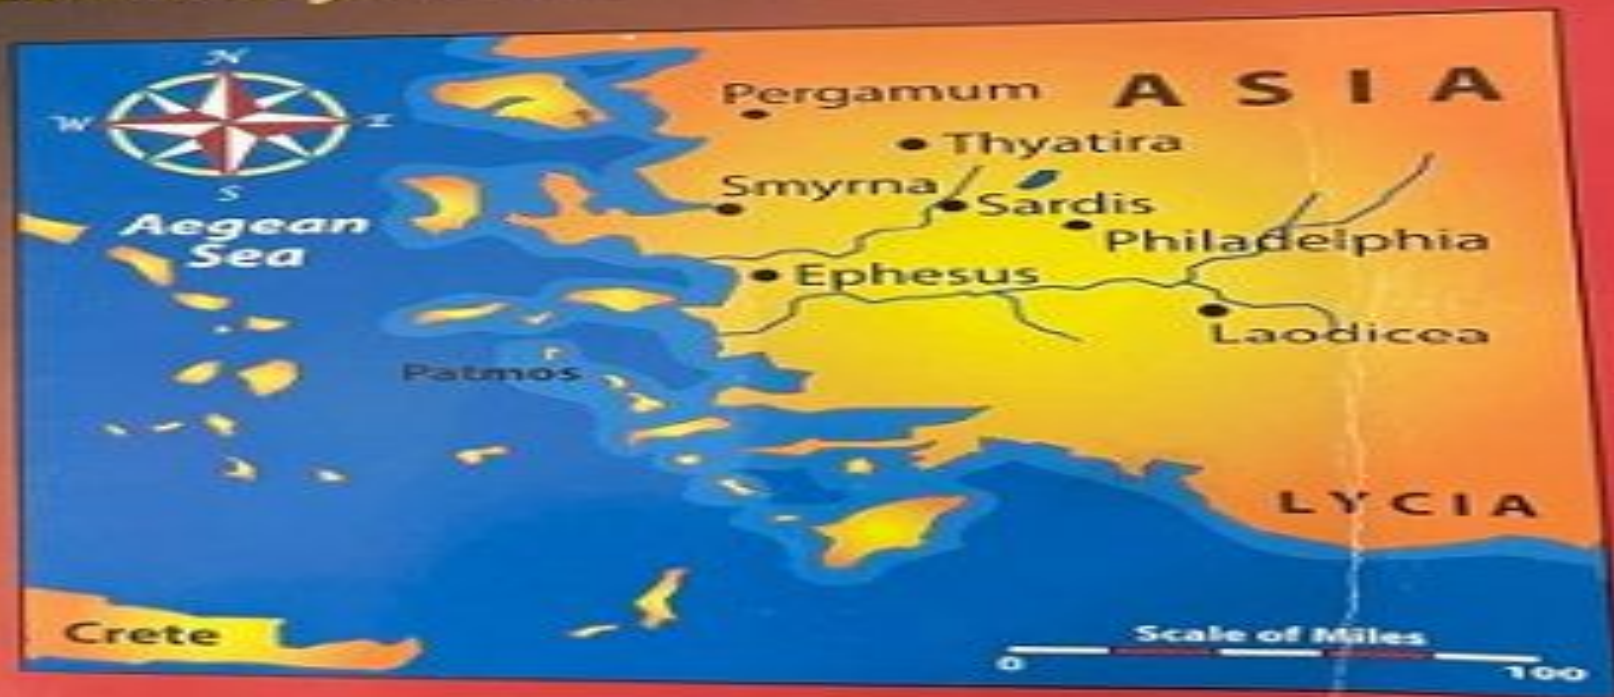 N
Pergamum
ASIA
W
E
Thyatira
S
Smyrna
Sardis
Aegean
Sea
Philadelphia
Ephesus
Laodicea
Patmos
LYCIA
Crete
Scale of Miles
0
100